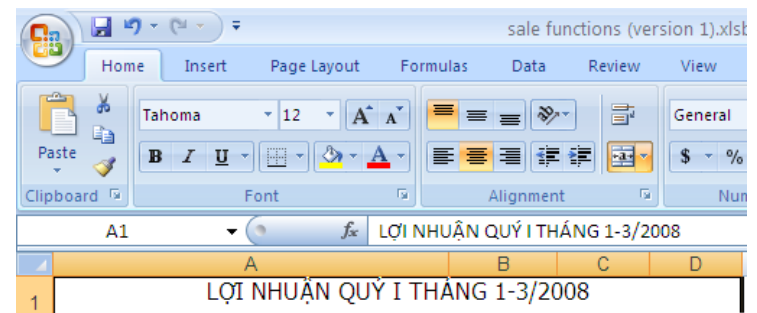 sale functions (version 1).xlsb
Home Insert Page Layout Formulas Data Review View
Tahoma 12 A A General
Paste B I U A $ %
Clipboard Font Alignment
A1 fx LỢI NHUẬN QUÝ I THÁNG 1-3/2008
A B C D
1 LỢI NHUẬN QUÝ I THÁNG 1-3/2008